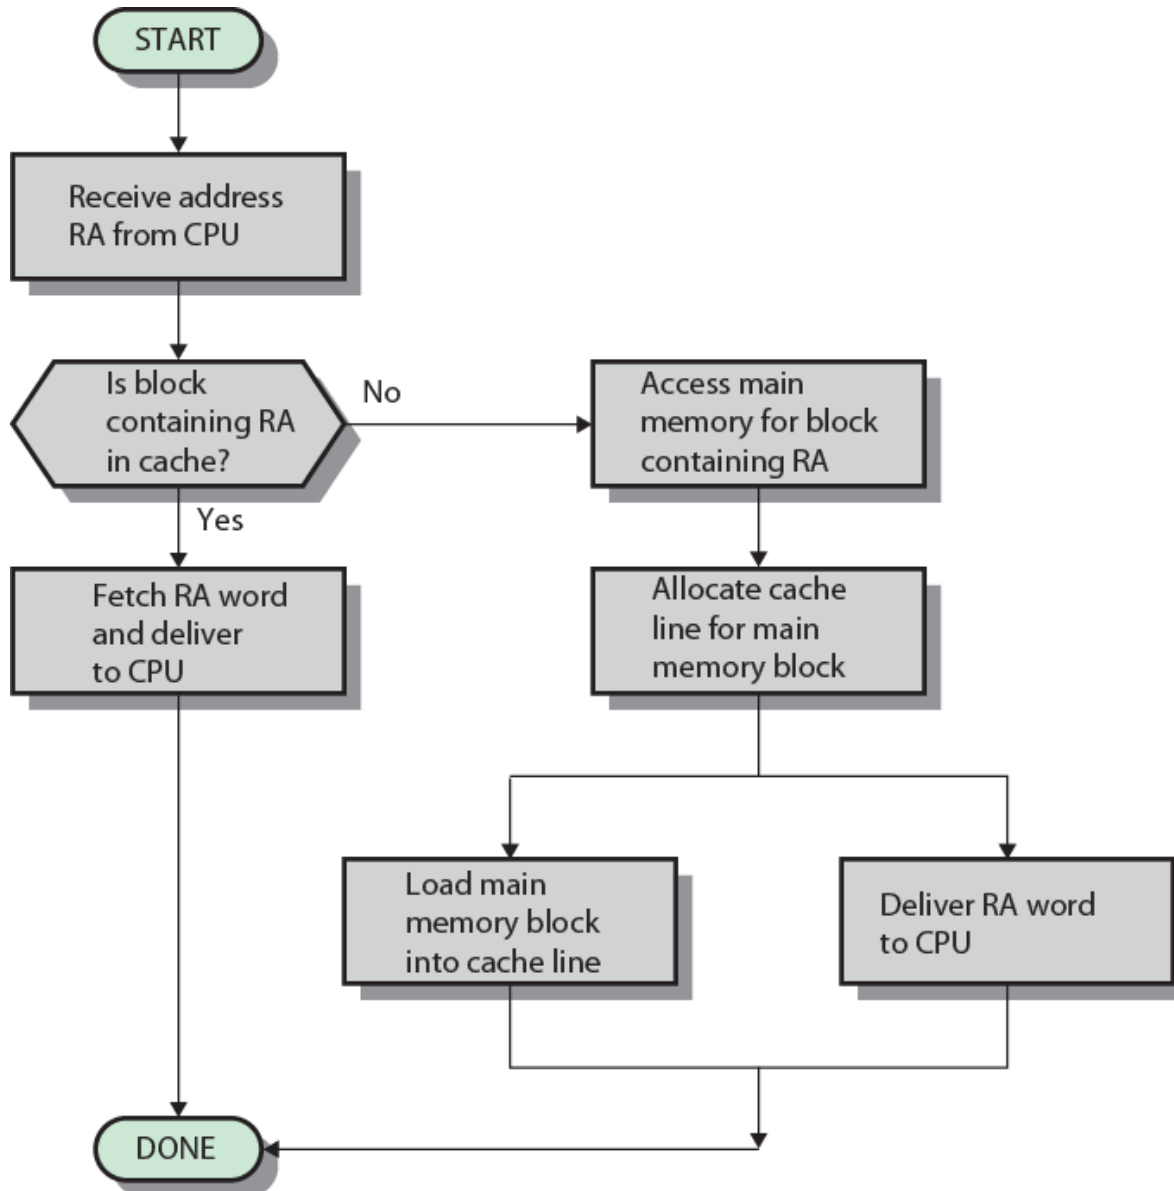 START
Receive address
RA from CPU
Is block
containing RA
in cache?
No
Access main
memory for block
containing RA
Yes
Fetch RA word
and deliver
to CPU
Allocate cache
line for main
memory block
Load main
memory block
into cache line
Deliver RA word
to CPU
DONE